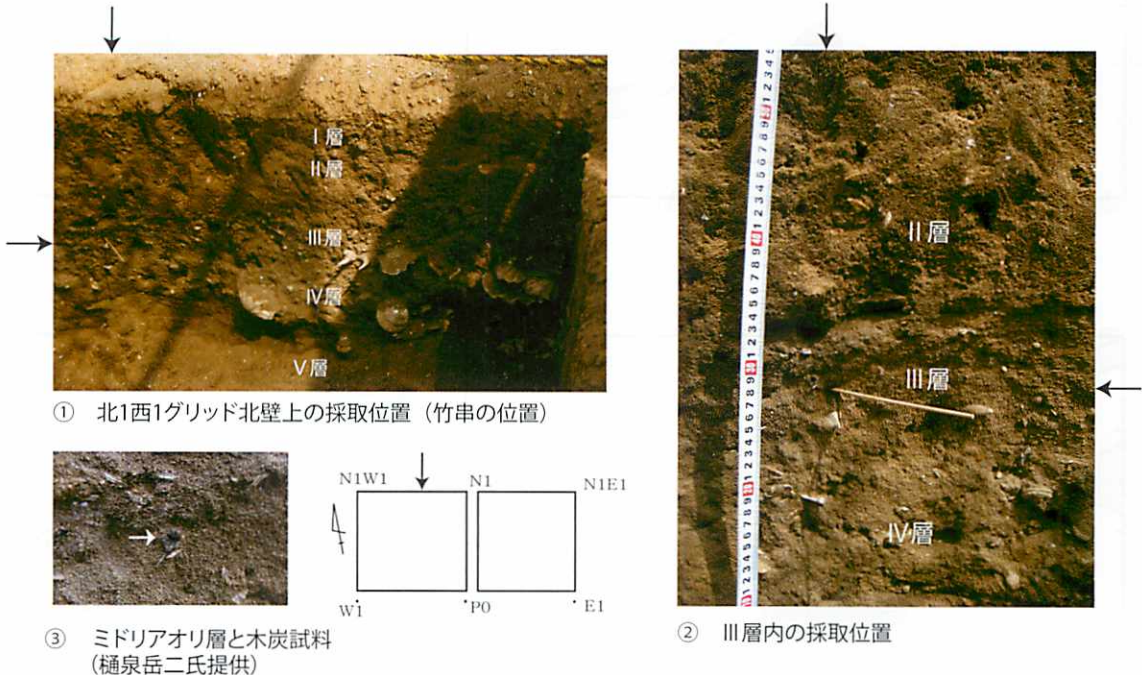 I層
II層
III層
IV層
V層
① 北1西1グリッド北壁上の採取位置（竹串の位置）
II層
III層
IV層
② III層内の採取位置
③ ミドリアオリ層と木炭試料
（樋泉岳二氏提供）
N1W1 N1 N1E1
W1 P0 E1